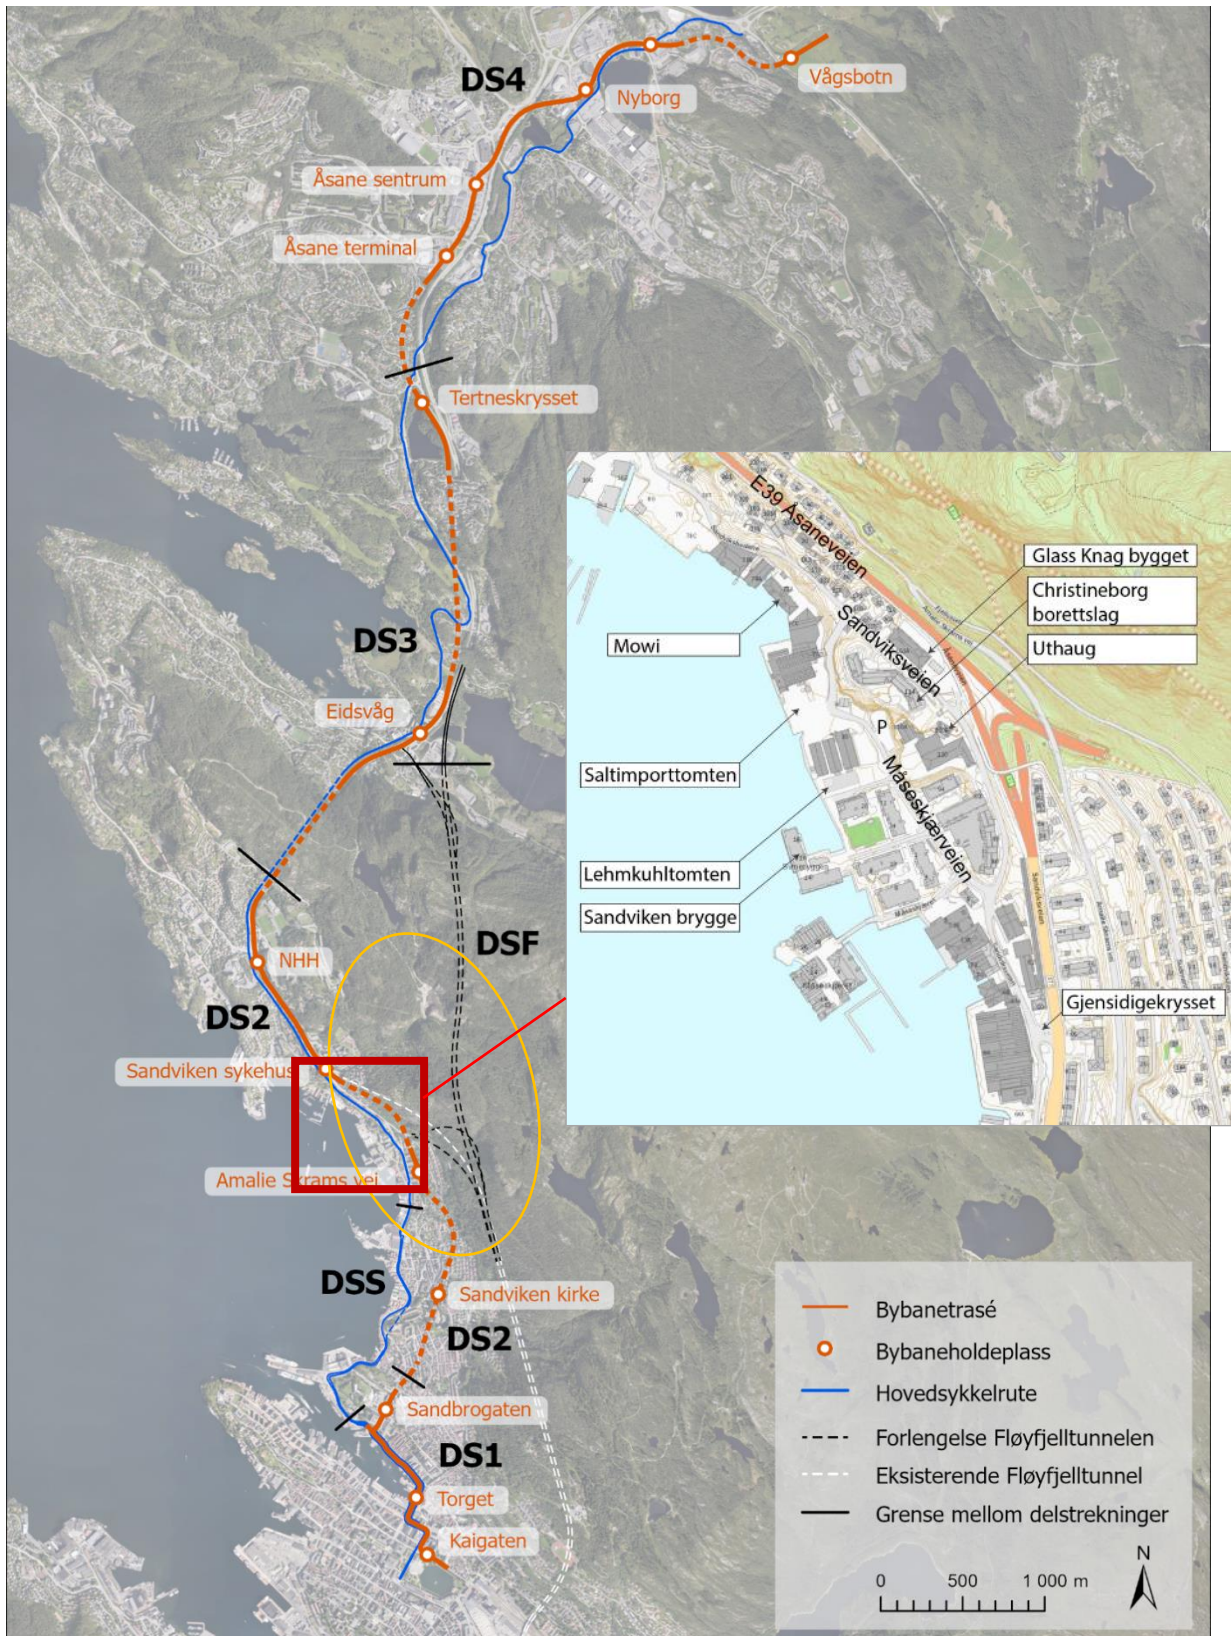 DS4
Vågsbotn
Nyborg
Åsane sentrum
Åsane terminal
Tertneskrysset
E39 Åsaneveien
Glass Knag bygget
Christineborg
borettslag
Uthaug
Sandviksveien
Mowi
P
DS3
Eidsvåg
Saltimporttomten
Måseskjærveien
Lehmkuhltomten
Sandviken brygge
DSF
NHH
DS2
Gjensidigekrysset
Sandviksveien
Sandviken sykehus
Amalie Skrams vei
DSS
Sandviken kirke
DS2
Sandbrogaten
DS1
Torget
Kaigaten
Bybanetrasé
Bybaneholdeplass
Hovedsykkelrute
Forlengelse Fløyfjelltunnelen
Eksisterende Fløyfjelltunnel
Grense mellom delstrekninger
N
0 500 1 000 m